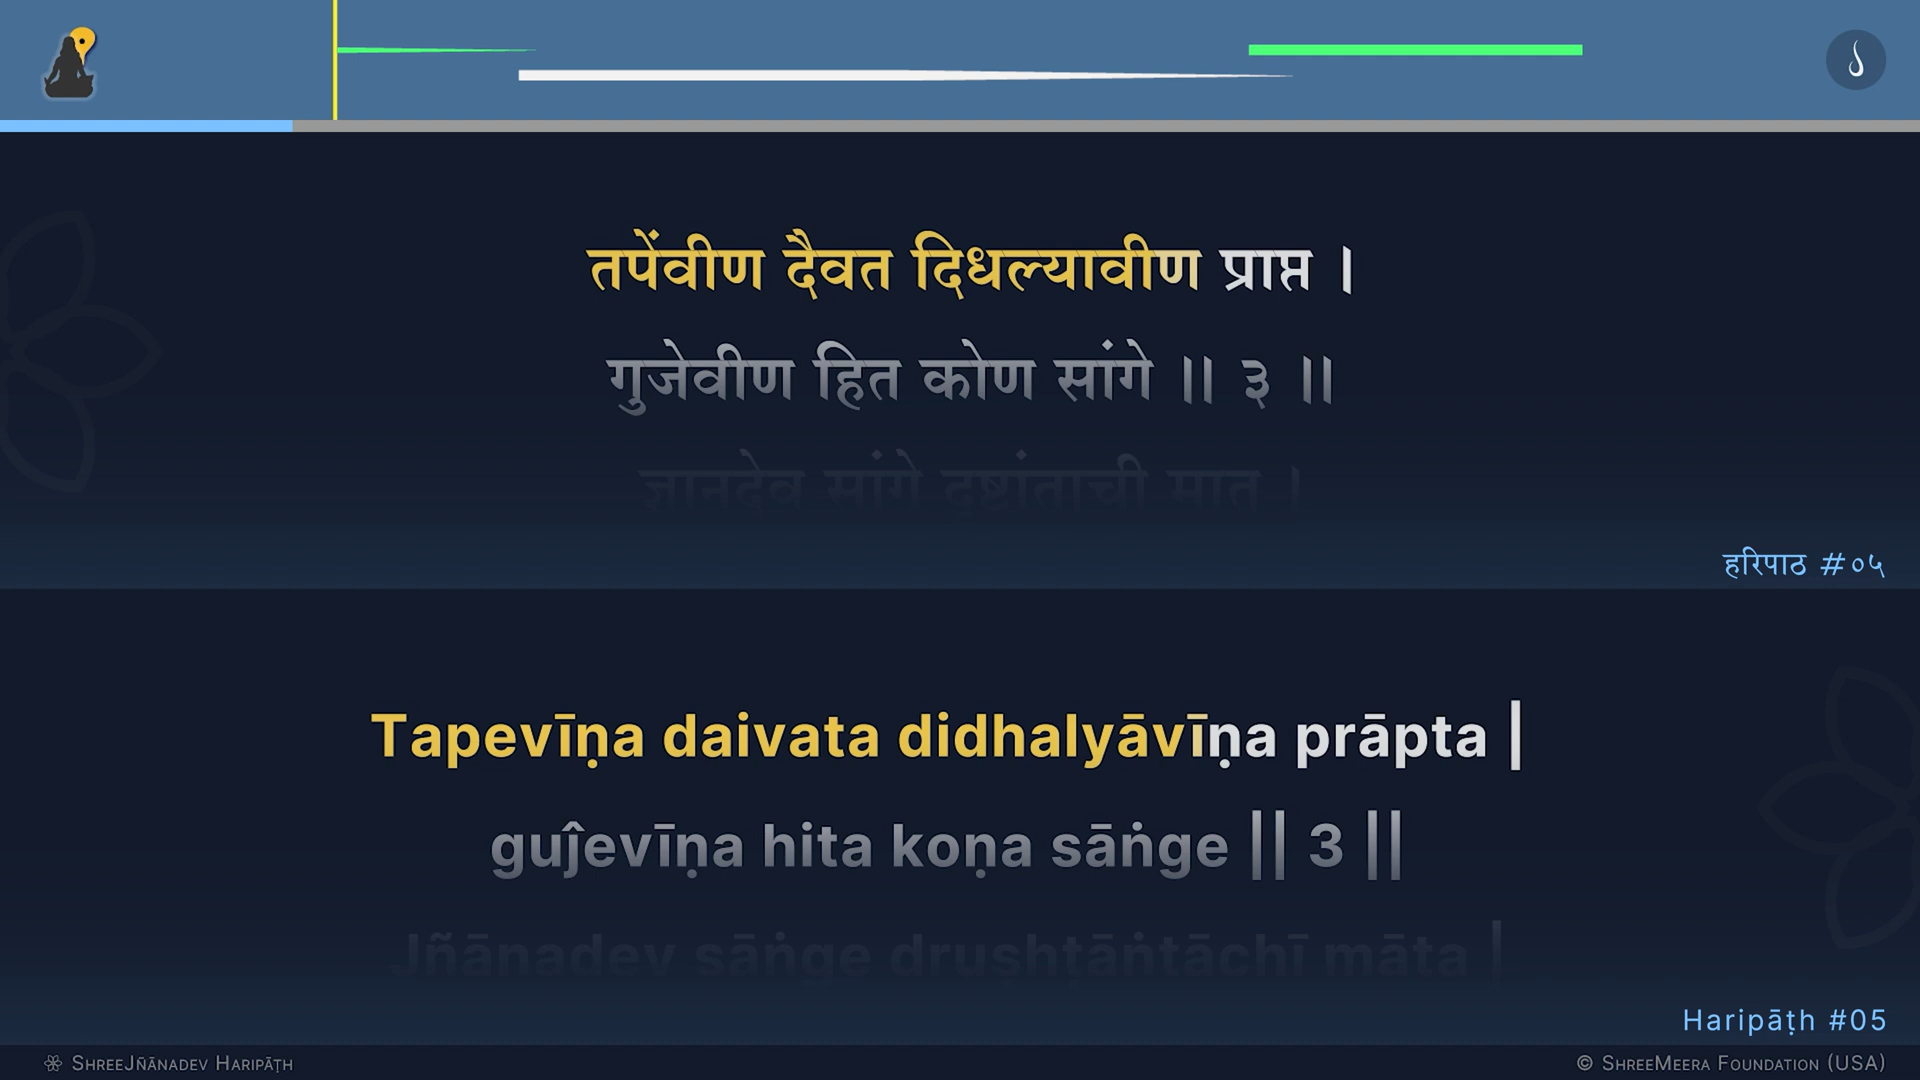 तपेंवीण दैवत दिधल्यावीण प्राप्त ।
गुजेवीण हित कोण सांगे ॥ ३ ॥
ज्ञानदेव सांगे दृष्टांताची मात ।
हरिपाठ #०५
Tapevīṇa daivata didhalyāvīṇa prāpta |
guĵevīṇa hita koṇa sāṅge || 3 ||
Jñānadev sāṅge druṣhṭāṅtāchī māta |
Haripāṭh #05
ShreeJñānadev Haripāṭh
© ShreeMeera Foundation (USA)